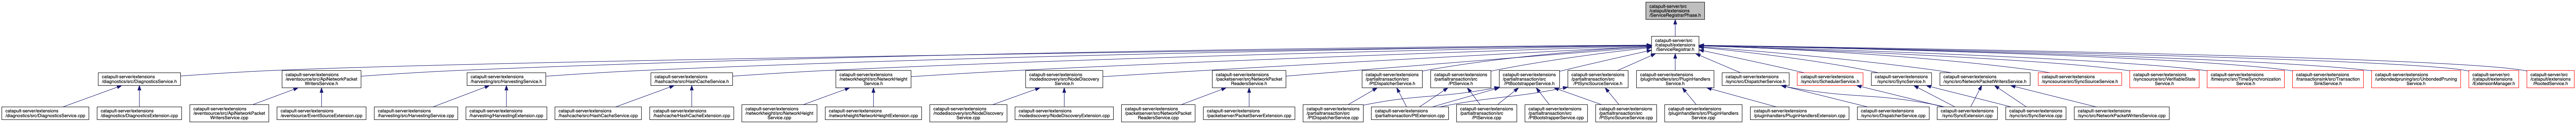 catapult-server/src
/catapult/extensions
/ServiceRegistrarPhase.h
catapult-server/src
/catapult/extensions
/ServiceRegistrar.h
catapult-server/extensions
/diagnostics/src/DiagnosticsService.h
catapult-server/extensions
/eventsource/src/ApiNetworkPacket
WritersService.h
catapult-server/extensions
/harvesting/src/HarvestingService.h
catapult-server/extensions
/hashcache/src/HashCacheService.h
catapult-server/extensions
/networkheight/src/NetworkHeight
Service.h
catapult-server/extensions
/nodediscovery/src/NodeDiscovery
Service.h
catapult-server/extensions
/packetserver/src/NetworkPacket
ReadersService.h
catapult-server/extensions
/partialtransaction/src
/PtDispatcherService.h
catapult-server/extensions
/partialtransaction/src
/PtService.h
catapult-server/extensions
/partialtransaction/src
/PtBootstrapperService.h
catapult-server/extensions
/partialtransaction/src
/PtSyncSourceService.h
catapult-server/extensions
/pluginhandlers/src/PluginHandlers
Service.h
catapult-server/extensions
/sync/src/DispatcherService.h
catapult-server/extensions
/sync/src/SchedulerService.h
catapult-server/extensions
/sync/src/SyncService.h
catapult-server/extensions
/sync/src/NetworkPacketWritersService.h
catapult-server/extensions
/syncsource/src/SyncSourceService.h
catapult-server/extensions
/syncsource/src/VerifiableState
Service.h
catapult-server/extensions
/timesync/src/TimeSynchronization
Service.h
catapult-server/extensions
/transactionsink/src/Transaction
SinkService.h
catapult-server/extensions
/unbondedpruning/src/UnbondedPruning
Service.h
catapult-server/src
/catapult/extensions
/ExtensionManager.h
catapult-server/src
/catapult/extensions
/RootedService.h
catapult-server/extensions
/diagnostics/src/DiagnosticsService.cpp
catapult-server/extensions
/diagnostics/DiagnosticsExtension.cpp
catapult-server/extensions
/eventsource/src/ApiNetworkPacket
WritersService.cpp
catapult-server/extensions
/eventsource/EventSourceExtension.cpp
catapult-server/extensions
/harvesting/src/HarvestingService.cpp
catapult-server/extensions
/harvesting/HarvestingExtension.cpp
catapult-server/extensions
/hashcache/src/HashCacheService.cpp
catapult-server/extensions
/hashcache/HashCacheExtension.cpp
catapult-server/extensions
/networkheight/src/NetworkHeight
Service.cpp
catapult-server/extensions
/networkheight/NetworkHeightExtension.cpp
catapult-server/extensions
/nodediscovery/src/NodeDiscovery
Service.cpp
catapult-server/extensions
/nodediscovery/NodeDiscoveryExtension.cpp
catapult-server/extensions
/packetserver/src/NetworkPacket
ReadersService.cpp
catapult-server/extensions
/packetserver/PacketServerExtension.cpp
catapult-server/extensions
/partialtransaction/src
/PtDispatcherService.cpp
catapult-server/extensions
/partialtransaction/PtExtension.cpp
catapult-server/extensions
/partialtransaction/src
/PtService.cpp
catapult-server/extensions
/partialtransaction/src
/PtBootstrapperService.cpp
catapult-server/extensions
/partialtransaction/src
/PtSyncSourceService.cpp
catapult-server/extensions
/pluginhandlers/src/PluginHandlers
Service.cpp
catapult-server/extensions
/pluginhandlers/PluginHandlersExtension.cpp
catapult-server/extensions
/sync/src/DispatcherService.cpp
catapult-server/extensions
/sync/SyncExtension.cpp
catapult-server/extensions
/sync/src/SyncService.cpp
catapult-server/extensions
/sync/src/NetworkPacketWritersService.cpp